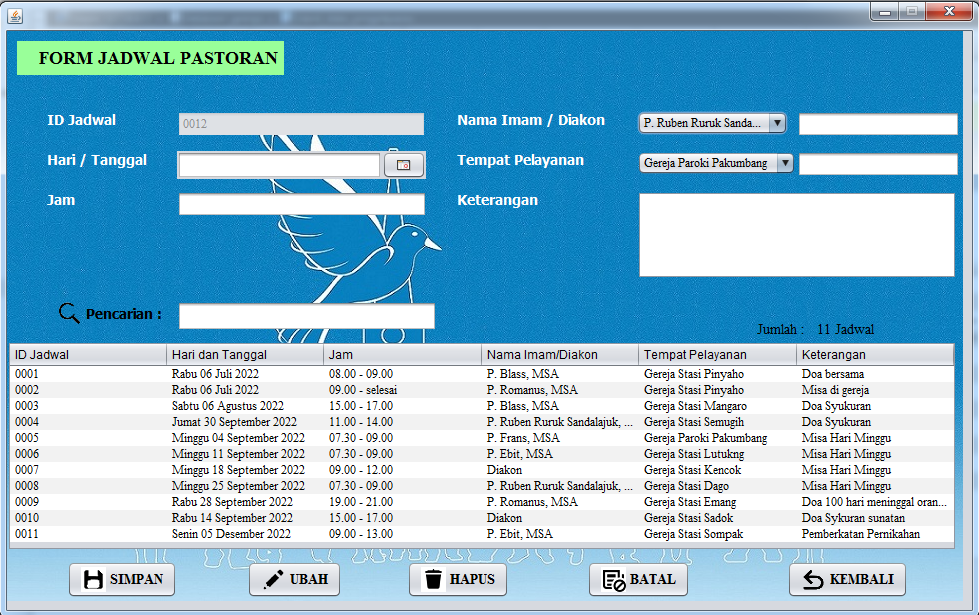 FORM JADWAL PASTORAN
ID Jadwal 0012 Nama Imam / Diakon P. Ruben Ruruk Sanda...
Hari / Tanggal Tempat Pelayanan Gereja Paroki Pakumbang
Jam Keterangan
Pencarian :
Jumlah : 11 Jadwal
ID Jadwal Hari dan Tanggal Jam Nama Imam/Diakon Tempat Pelayanan Keterangan
0001 Rabu 06 Juli 2022 08.00 - 09.00 P. Blass, MSA Gereja Stasi Pinyaho Doa bersama
0002 Rabu 06 Juli 2022 09.00 - selesai P. Romanus, MSA Gereja Stasi Pinyaho Misa di gereja
0003 Sabtu 06 Agustus 2022 15.00 - 17.00 P. Blass, MSA Gereja Stasi Mangaro Doa Syukuran
0004 Jumat 30 September 2022 11.00 - 14.00 P. Ruben Ruruk Sandalajuk, ... Gereja Stasi Semugih Doa Syukuran
0005 Minggu 04 September 2022 07.30 - 09.00 P. Frans, MSA Gereja Paroki Pakumbang Misa Hari Minggu
0006 Minggu 11 September 2022 07.30 - 09.00 P. Ebit, MSA Gereja Stasi Lutukng Misa Hari Minggu
0007 Minggu 18 September 2022 09.00 - 12.00 Diakon Gereja Stasi Kencok Misa Hari Minggu
0008 Minggu 25 September 2022 07.30 - 09.00 P. Ruben Ruruk Sandalajuk, ... Gereja Stasi Dago Misa Hari Minggu
0009 Rabu 28 September 2022 19.00 - 21.00 P. Romanus, MSA Gereja Stasi Emang Doa 100 hari meninggal oran...
0010 Rabu 14 September 2022 15.00 - 17.00 Diakon Gereja Stasi Sadok Doa Sykuran sunatan
0011 Senin 05 Desember 2022 09.00 - 13.00 P. Ebit, MSA Gereja Stasi Sompak Pemberkatan Pernikahan
SIMPAN UBAH HAPUS BATAL KEMBALI